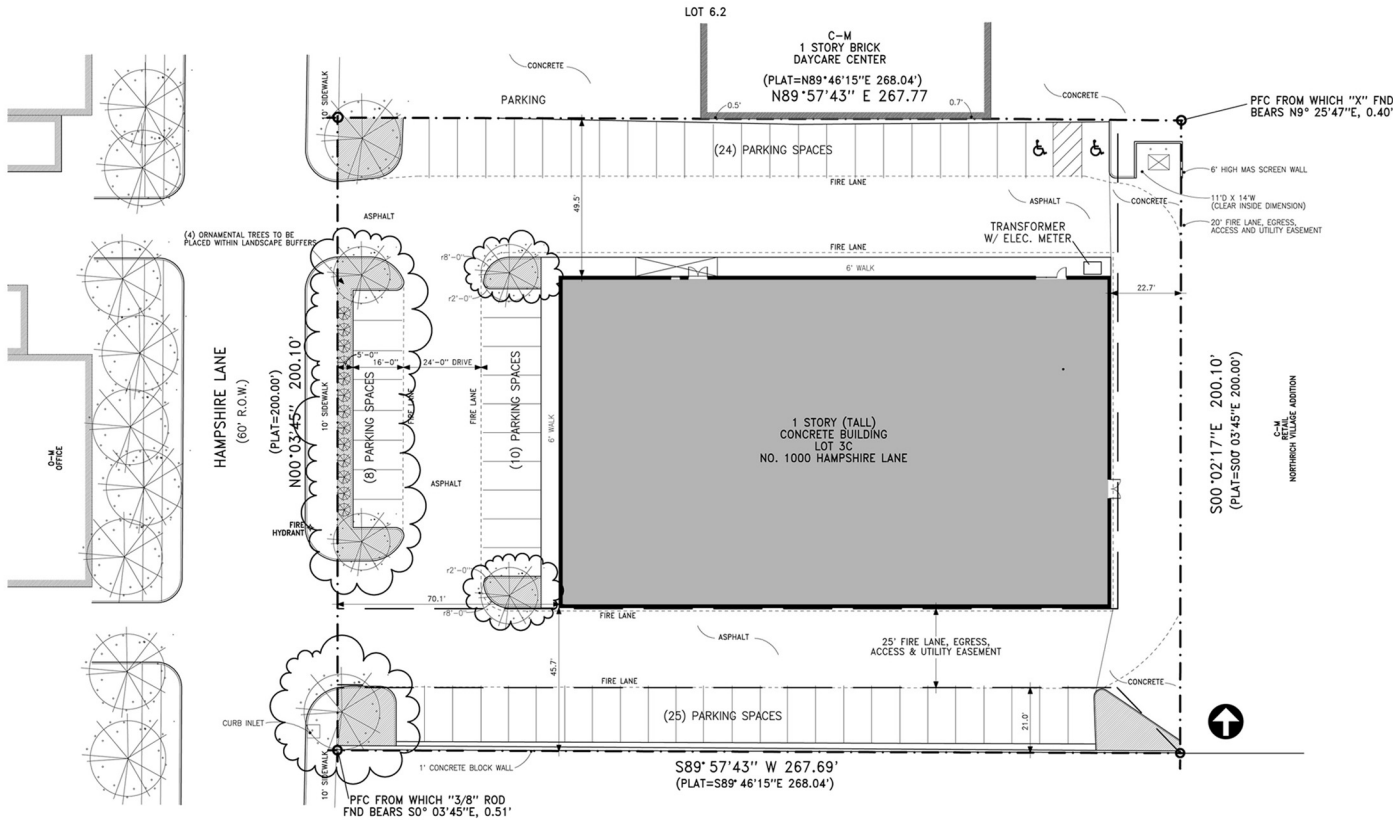 LOT 6.2
C-M
1 STORY BRICK
DAYCARE CENTER
(PLAT=N89°46'15"E 268.04')
N89°57'43" E 267.77
CONCRETE
PARKING
10' SIDEWALK
0.5'
0.7'
CONCRETE
PFC FROM WHICH "X" FND
BEARS N9° 25'47"E, 0.40'
(24) PARKING SPACES
FIRE LANE
6' HIGH MAS SCREEN WALL
11'D X 14'W
(CLEAR INSIDE DIMENSION)
20' FIRE LANE, EGRESS,
ACCESS AND UTILITY EASEMENT
49.5'
ASPHALT
ASPHALT
CONCRETE
(4) ORNAMENTAL TREES TO BE
PLACED WITHIN LANDSCAPE BUFFERS
TRANSFORMER
W/ ELEC. METER
FIRE LANE
6' WALK
r8'-0"
r2'-0"
22.7'
O-M
OFFICE
HAMPSHIRE LANE
(60' R.O.W.)
(PLAT=200.00')
N00°03'45" 200.10'
10' SIDEWALK
5'-0"
16'-0"
24'-0" DRIVE
(8) PARKING SPACES
FIRE LANE
FIRE LANE
(10) PARKING SPACES
6' WALK
1 STORY (TALL)
CONCRETE BUILDING
LOT 3C
NO. 1000 HAMPSHIRE LANE
S00°02'17"E 200.10'
(PLAT=S00° 03'45"E 200.00')
C-M
RETAIL
NORTHRICH VILLAGE ADDITION
ASPHALT
FIRE
HYDRANT
r2'-0"
r8'-0"
70.1'
FIRE LANE
ASPHALT
25' FIRE LANE, EGRESS,
ACCESS & UTILITY EASEMENT
45.7'
FIRE LANE
CONCRETE
(25) PARKING SPACES
21.0'
CURB INLET
10' SIDEWALK
1' CONCRETE BLOCK WALL
S89°57'43" W 267.69'
(PLAT=S89°46'15"E 268.04')
PFC FROM WHICH "3/8" ROD
FND BEARS S0° 03'45"E, 0.51'